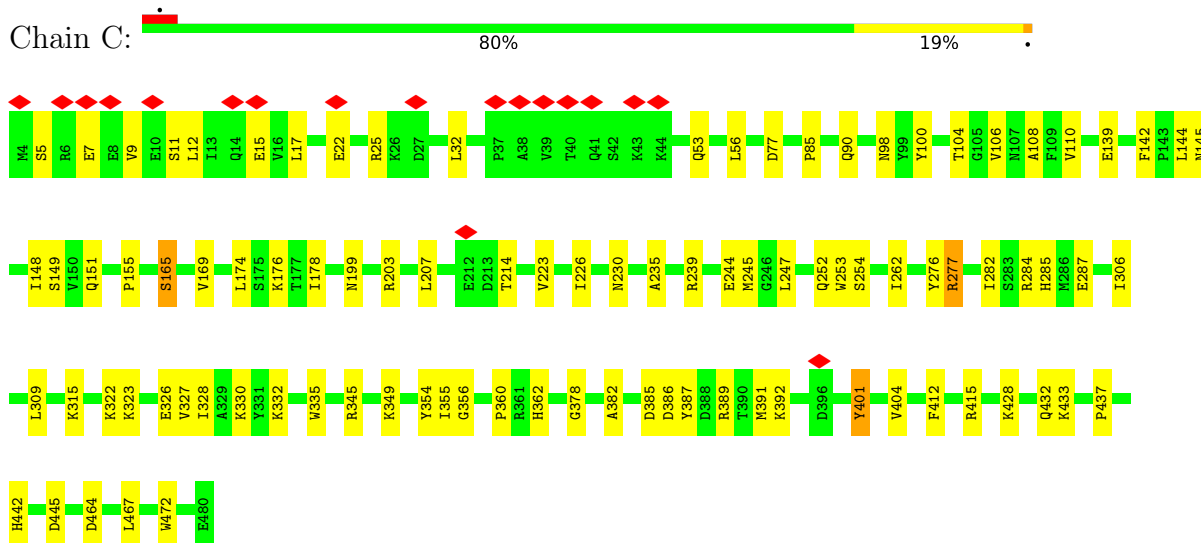 Chain C:
80% 19%
M4 S5 R6 E7 E8 V9 E10 S11 L12 I13 Q14 E15 V16 L17 E22 R25 K26 D27 L32 P37 A38 V39 T40 Q41 S42 K43 K44 Q53 L56 D77 P85 Q90 N98 Y99 Y100 T104 G105 V106 N107 A108 F109 V110 E139 F142 P143 L144 N145
I148 S149 V150 Q151 P155 S165 V169 L174 S175 K176 T177 I178 N199 R203 L207 E212 D213 T214 V223 I226 N230 A235 R239 E244 M245 G246 L247 Q252 W253 S254 I262 Y276 R277 I282 S283 R284 H285 M286 E287 I306
L309 K315 K322 K323 E326 V327 I328 A329 K330 Y331 K332 W335 R345 K349 Y354 I355 G356 P360 R361 H362 G378 A382 D385 D386 Y387 D388 R389 T390 M391 K392 D396 Y401 V404 F412 R415 K428 Q432 K433 P437
H442 D445 D464 L467 W472 E480